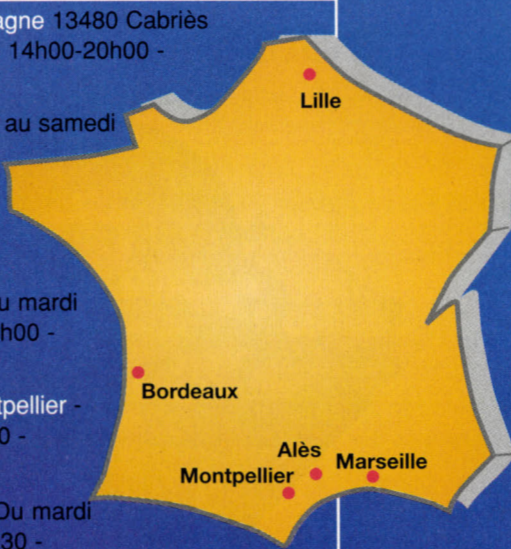 agne 13480 Cabriès
14h00-20h00 -
au samedi
u mardi
h00 -
tpellier -
0 -
Du mardi
30 -
Lille
Bordeaux
Alès
Marseille
Montpellier